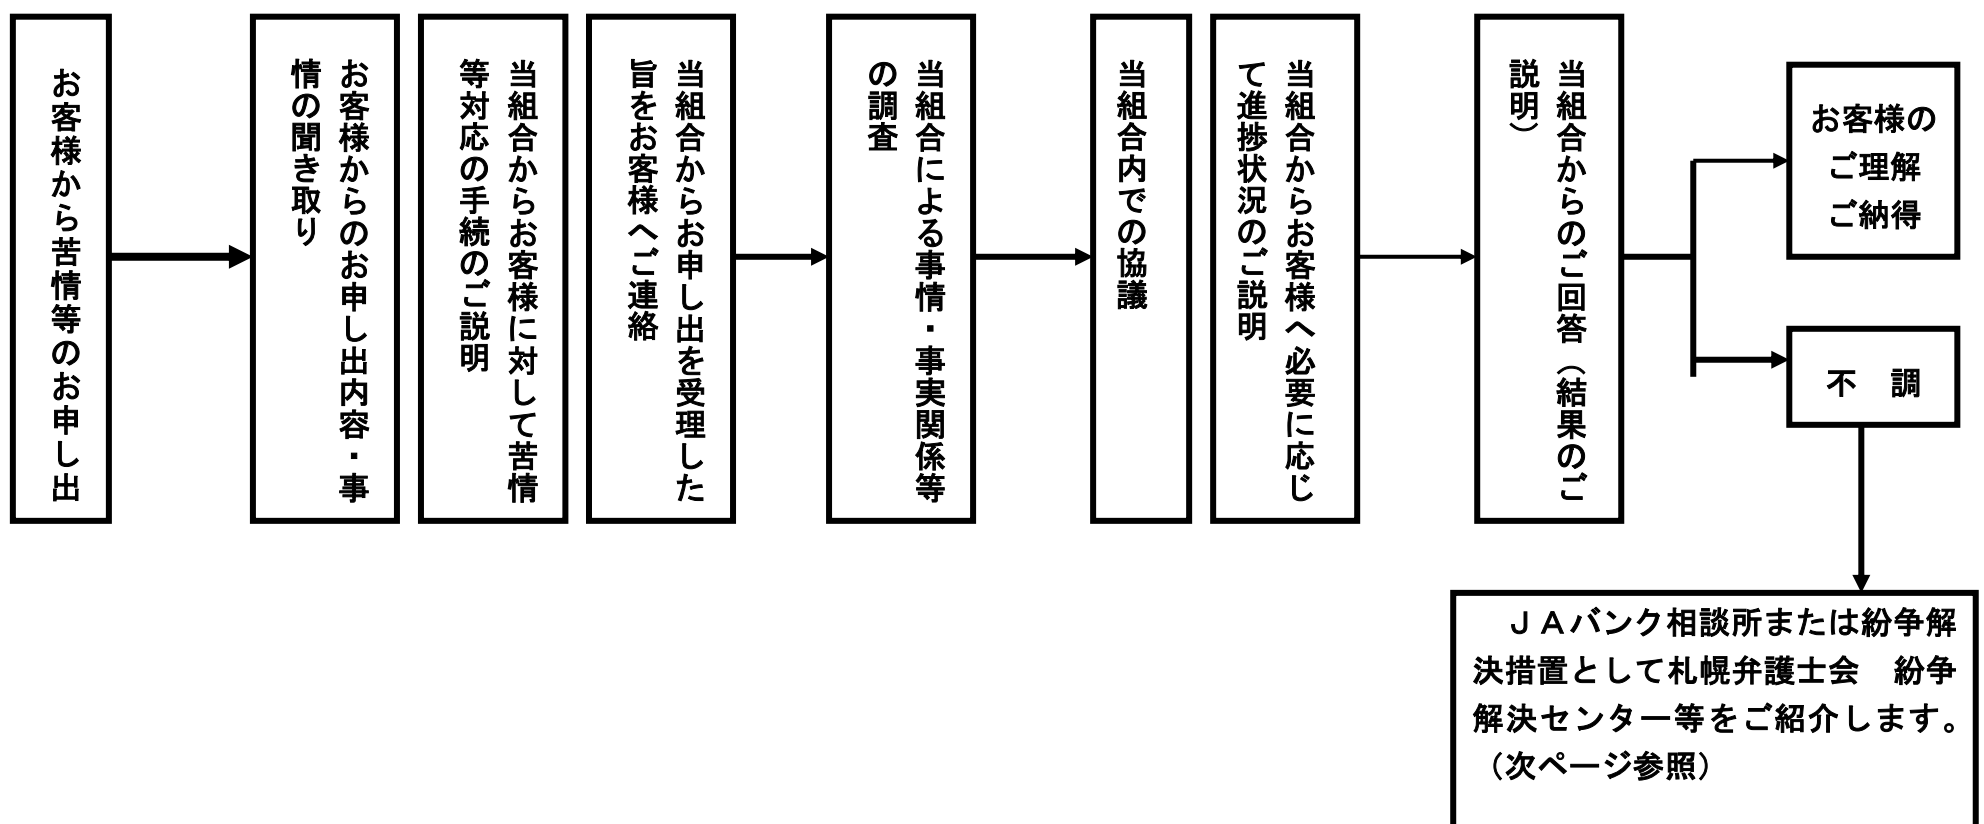 お客様から苦情等のお申し出
お客様からのお申し出内容・事
情の聞き取り
当組合からお客様に対して苦情
等対応の手続のご説明
当組合からお申し出を受理した
旨をお客様へご連絡
当組合による事情・事実関係等
の調査
当組合内での協議
当組合からお客様へ必要に応じ
て進捗状況のご説明
当組合からのご回答（結果のご
説明）
お客様の
ご理解
ご納得
不　調
ＪＡバンク相談所または紛争解
決措置として札幌弁護士会　紛争
解決センター等をご紹介します。
（次ページ参照）